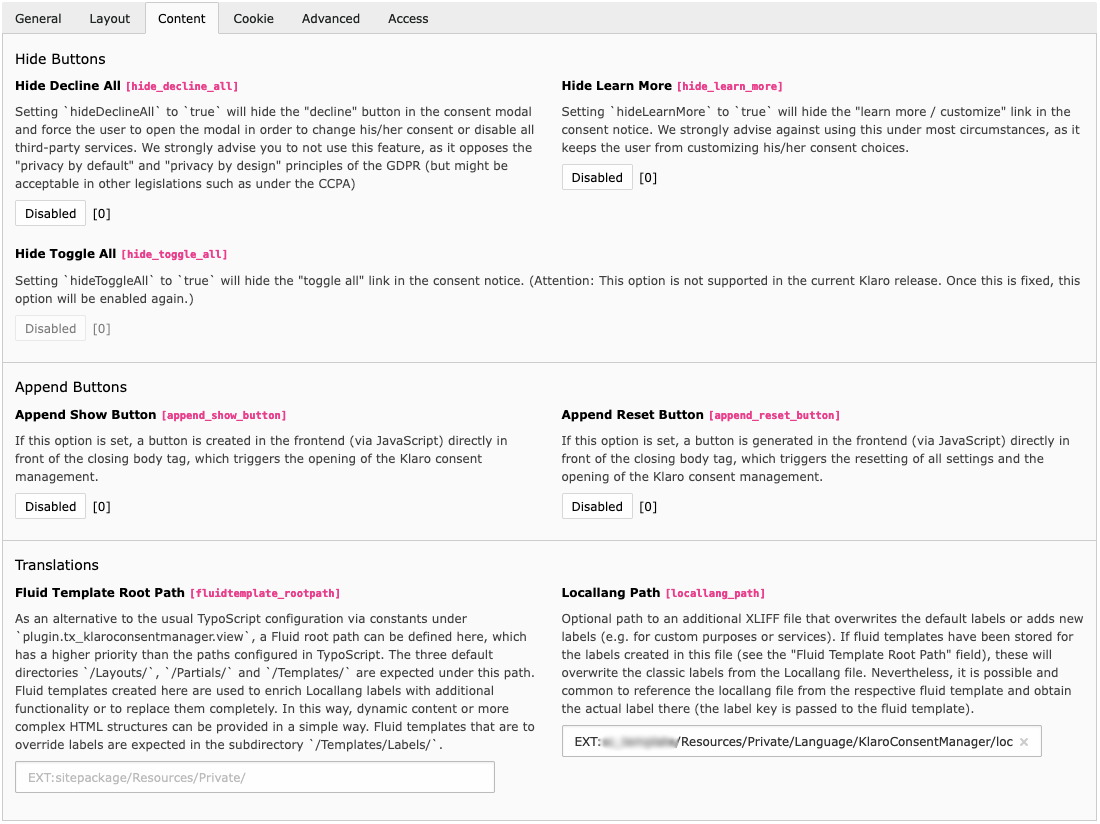 General Layout Content Cookie Advanced Access
Hide Buttons
Hide Decline All [hide_decline_all]
Setting `hideDeclineAll` to `true` will hide the "decline" button in the consent modal
and force the user to open the modal in order to change his/her consent or disable all
third-party services. We strongly advise you to not use this feature, as it opposes the
"privacy by default" and "privacy by design" principles of the GDPR (but might be
acceptable in other legislations such as under the CCPA)
Disabled [0]
Hide Learn More [hide_learn_more]
Setting `hideLearnMore` to `true` will hide the "learn more / customize" link in the
consent notice. We strongly advise against using this under most circumstances, as it
keeps the user from customizing his/her consent choices.
Disabled [0]
Hide Toggle All [hide_toggle_all]
Setting `hideToggleAll` to `true` will hide the "toggle all" link in the consent notice. (Attention: This option is not supported in the current Klaro release. Once this is fixed, this
option will be enabled again.)
Disabled [0]
Append Buttons
Append Show Button [append_show_button]
If this option is set, a button is created in the frontend (via JavaScript) directly in
front of the closing body tag, which triggers the opening of the Klaro consent
management.
Disabled [0]
Append Reset Button [append_reset_button]
If this option is set, a button is generated in the frontend (via JavaScript) directly in
front of the closing body tag, which triggers the resetting of all settings and the
opening of the Klaro consent management.
Disabled [0]
Translations
Fluid Template Root Path [fluidtemplate_rootpath]
As an alternative to the usual TypoScript configuration via constants under
`plugin.tx_klaroconsentmanager.view`, a Fluid root path can be defined here, which
has a higher priority than the paths configured in TypoScript. The three default
directories `/Layouts/`, `/Partials/` and `/Templates/` are expected under this path.
Fluid templates created here are used to enrich Locallang labels with additional
functionality or to replace them completely. In this way, dynamic content or more
complex HTML structures can be provided in a simple way. Fluid templates that are to
override labels are expected in the subdirectory `/Templates/Labels/`.
EXT:sitepackage/Resources/Private/
Locallang Path [locallang_path]
Optional path to an additional XLIFF file that overwrites the default labels or adds new
labels (e.g. for custom purposes or services). If fluid templates have been stored for
the labels created in this file (see the "Fluid Template Root Path" field), these will
overwrite the classic labels from the Locallang file. Nevertheless, it is possible and
common to reference the locallang file from the respective fluid template and obtain
the actual label there (the label key is passed to the fluid template).
EXT: /Resources/Private/Language/KlaroConsentManager/loc